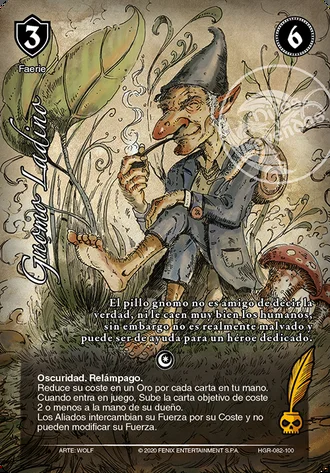 3
6
Faerie
Gnomo Ladino
El pillo gnomo no es amigo de decir la
verdad, ni le caen muy bien los humanos,
sin embargo no es realmente malvado y
puede ser de ayuda para un héroe dedicado.
Oscuridad. Relámpago.
Reduce su coste en un Oro por cada carta en tu mano.
Cuando entra en juego, Sube la carta objetivo de coste
2 o menos a la mano de su dueño.
Los Aliados intercambian su Fuerza por su Coste y no
pueden modificar su Fuerza.
ARTE: WOLF
© 2020 FENIX ENTERTAINMENT S.P.A
HGR-082-100